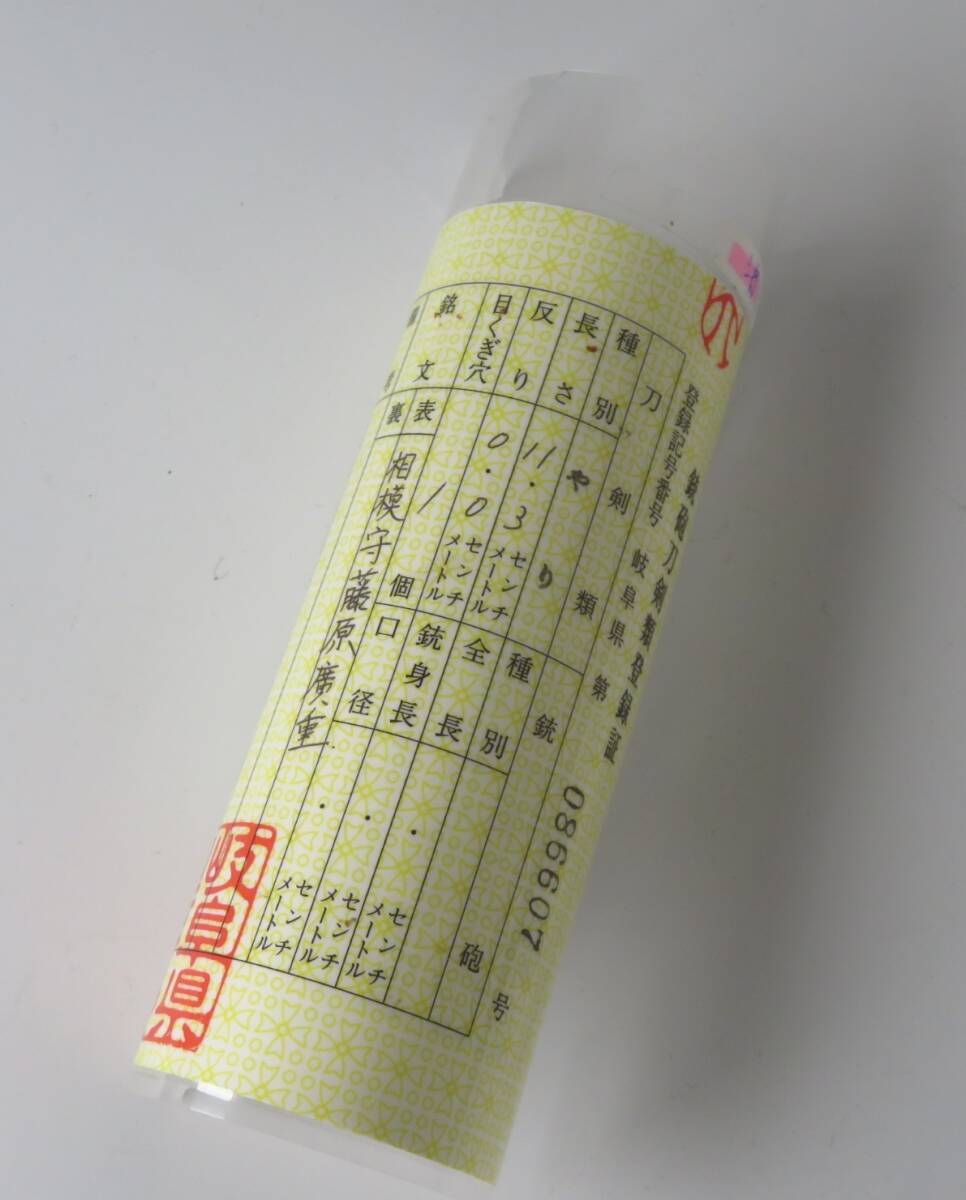 銃砲刀剣類登録証
登録記号番号 岐阜県 第 086607 号
刀剣類 銃砲
種別 やり 種別
長さ 11.3 センチメートル 全長 . センチメートル
反り 0.0 センチメートル 銃身長 . センチメートル
目くぎ穴 1 個 口径 . センチメートル
銘文 表 相模守藤原廣重
裏
岐阜県